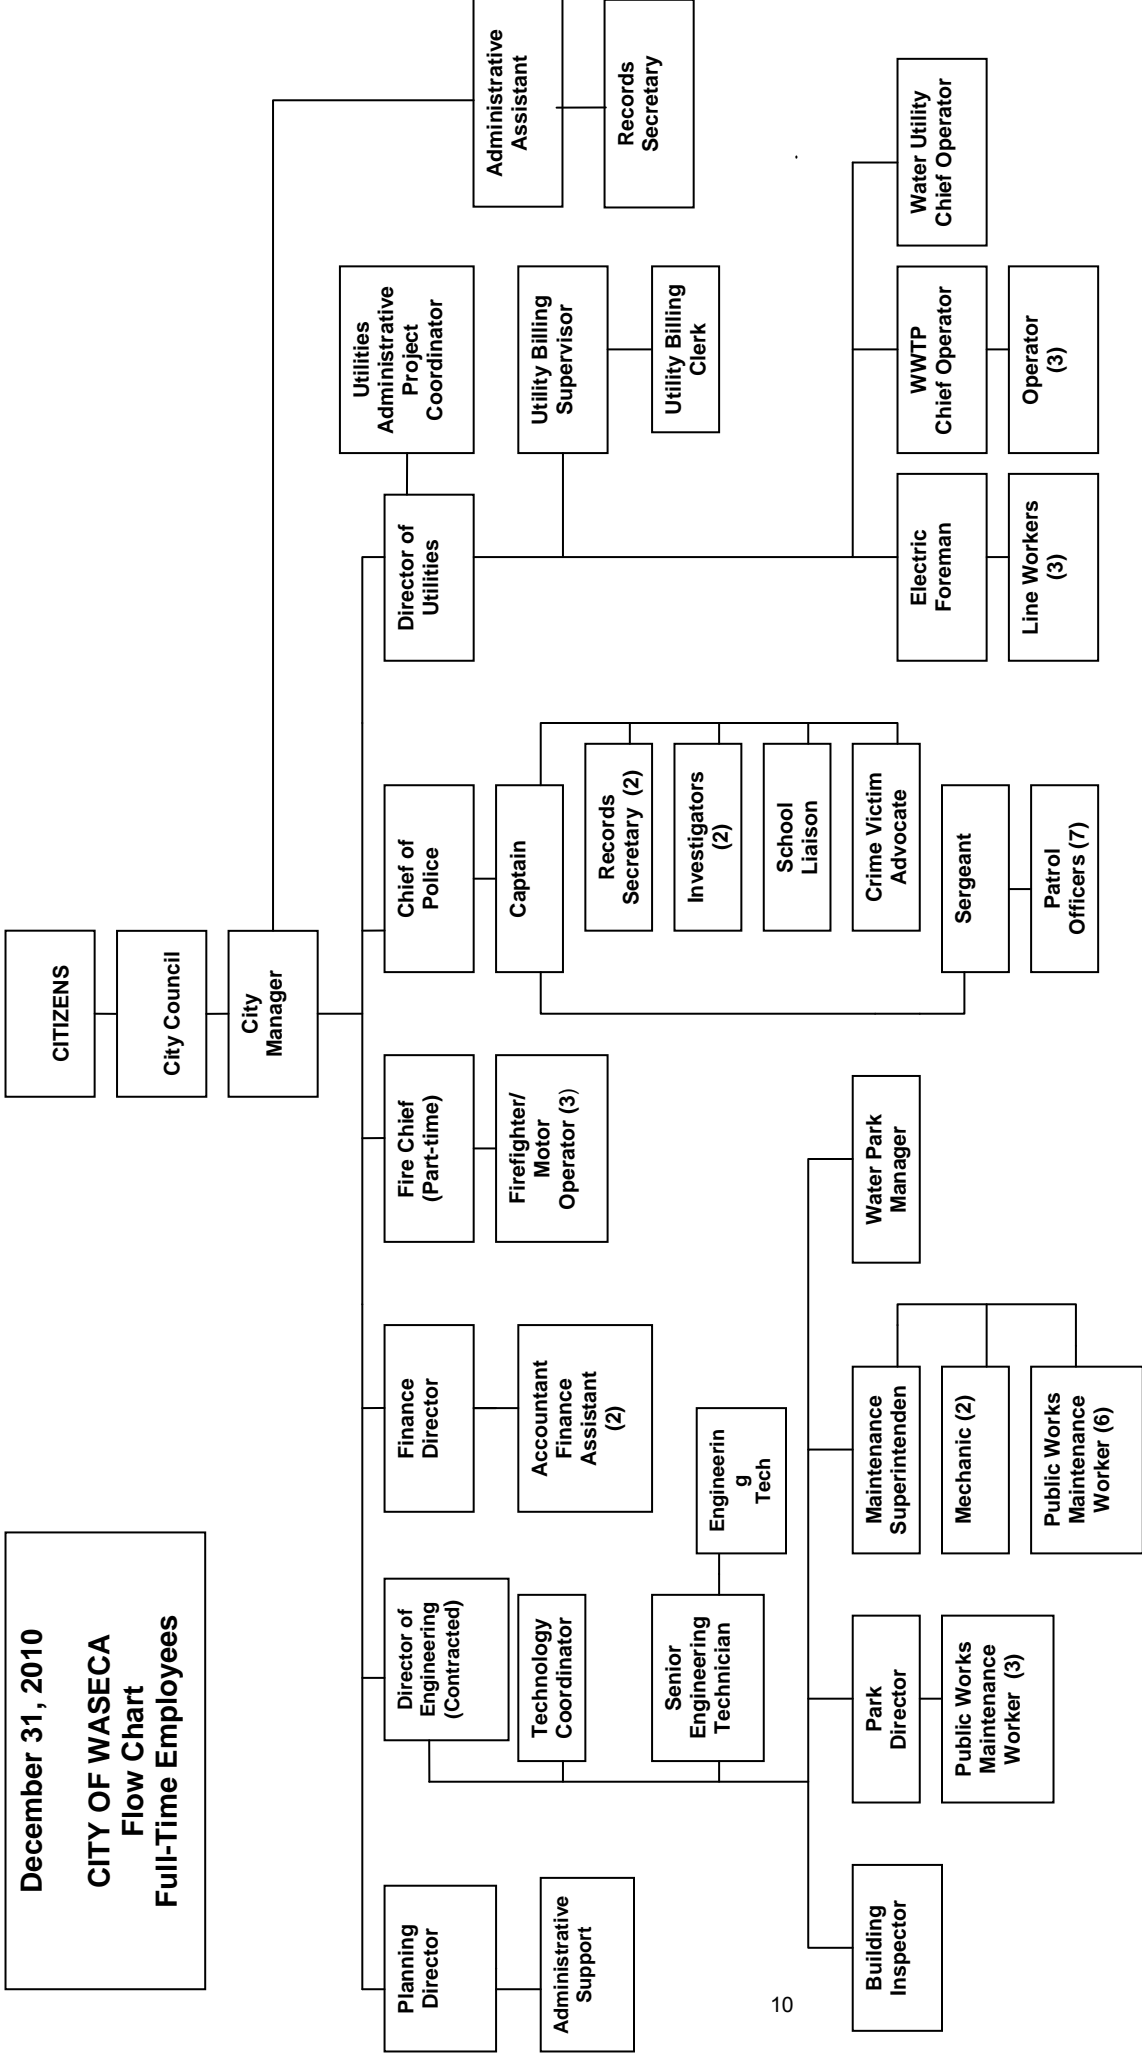 December 31, 2010
CITY OF WASECA
Flow Chart
Full-Time Employees
CITIZENS
City Council
City
Manager
Administrative
Assistant
Records
Secretary
Planning
Director
Administrative
Support
Director of
Engineering
(Contracted)
Technology
Coordinator
Senior
Engineering
Technician
Engineerin
g
Tech
Building
Inspector
Park
Director
Public Works
Maintenance
Worker (3)
Maintenance
Superintenden
Mechanic (2)
Public Works
Maintenance
Worker (6)
Water Park
Manager
Finance
Director
Accountant
Finance
Assistant
(2)
Fire Chief
(Part-time)
Firefighter/
Motor
Operator (3)
Chief of
Police
Captain
Records
Secretary (2)
Investigators
(2)
School
Liaison
Crime Victim
Advocate
Sergeant
Patrol
Officers (7)
Director of
Utilities
Utilities
Administrative
Project
Coordinator
Utility Billing
Supervisor
Utility Billing
Clerk
Electric
Foreman
Line Workers
(3)
WWTP
Chief Operator
Operator
(3)
Water Utility
Chief Operator
10